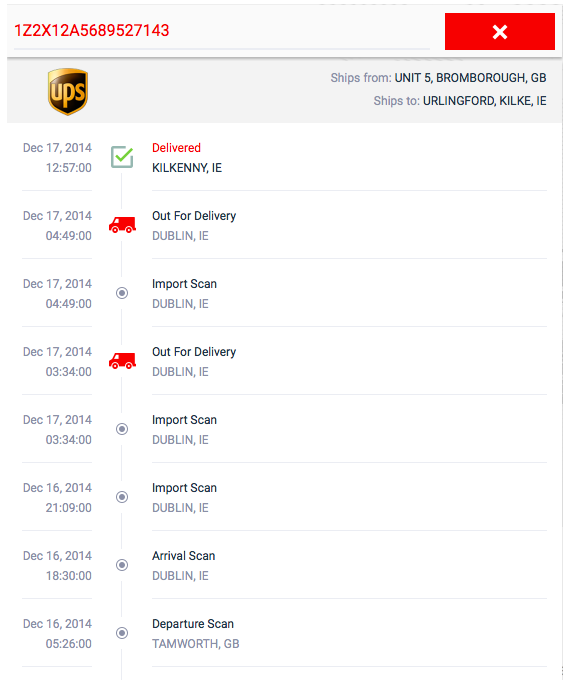 1Z2X12A5689527143
ups
Ships from: UNIT 5, BROMBOROUGH, GB
Ships to: URLINGFORD, KILKE, IE
Dec 17, 2014 Delivered
12:57:00 KILKENNY, IE
Dec 17, 2014 Out For Delivery
04:49:00 DUBLIN, IE
Dec 17, 2014 Import Scan
04:49:00 DUBLIN, IE
Dec 17, 2014 Out For Delivery
03:34:00 DUBLIN, IE
Dec 17, 2014 Import Scan
03:34:00 DUBLIN, IE
Dec 16, 2014 Import Scan
21:09:00 DUBLIN, IE
Dec 16, 2014 Arrival Scan
18:30:00 DUBLIN, IE
Dec 16, 2014 Departure Scan
05:26:00 TAMWORTH, GB